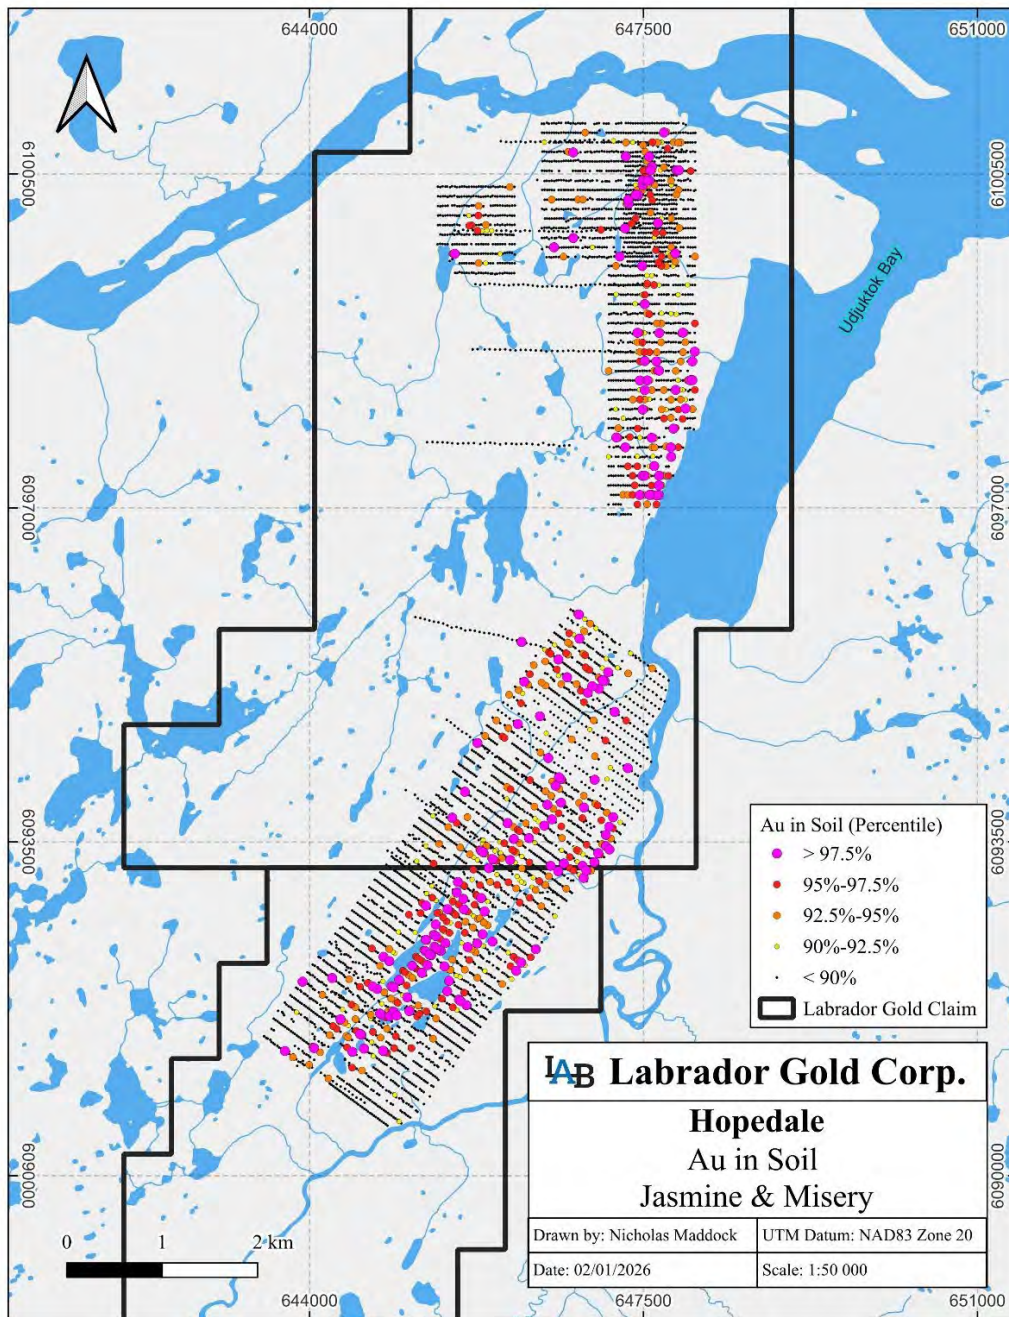 644000
647500
651000
6100500
6100500
Udjuktok Bay
6097000
6097000
6093500
6093500
Au in Soil (Percentile)
> 97.5%
95%-97.5%
92.5%-95%
90%-92.5%
< 90%
Labrador Gold Claim
LAB Labrador Gold Corp.
Hopedale
Au in Soil
Jasmine & Misery
Drawn by: Nicholas Maddock
UTM Datum: NAD83 Zone 20
Date: 02/01/2026
Scale: 1:50 000
6090000
6090000
0 1 2 km
644000
647500
651000